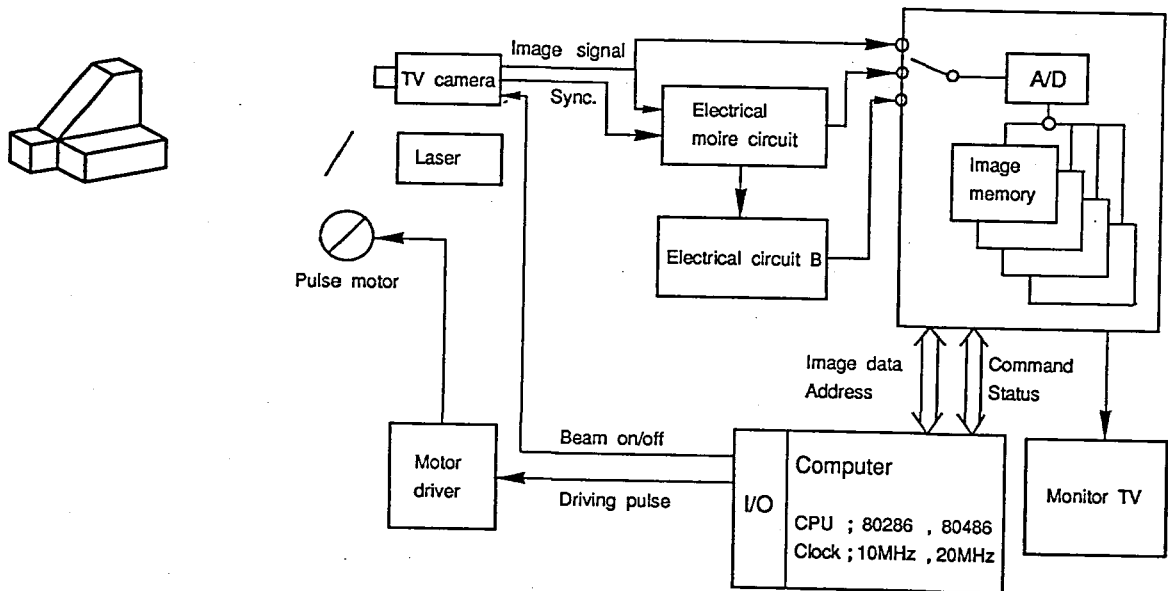 Image signal
TV camera
Sync.
Laser
Pulse motor
Electrical
moire circuit
Electrical circuit B
A/D
Image
memory
Image data
Address
Command
Status
Beam on/off
Driving pulse
Motor
driver
I/O
Computer
CPU ; 80286 , 80486
Clock ; 10MHz , 20MHz
Monitor TV